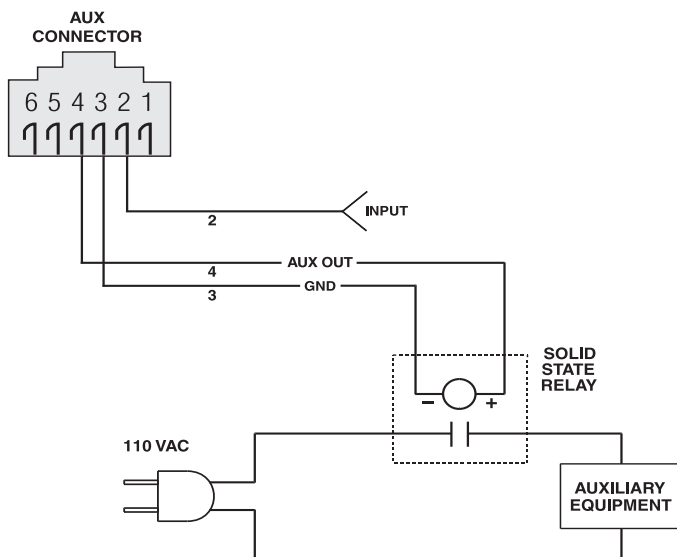 AUX
CONNECTOR
6 5 4 3 2 1
2
INPUT
4
AUX OUT
3
GND
SOLID
STATE
RELAY
– +
110 VAC
AUXILIARY
EQUIPMENT